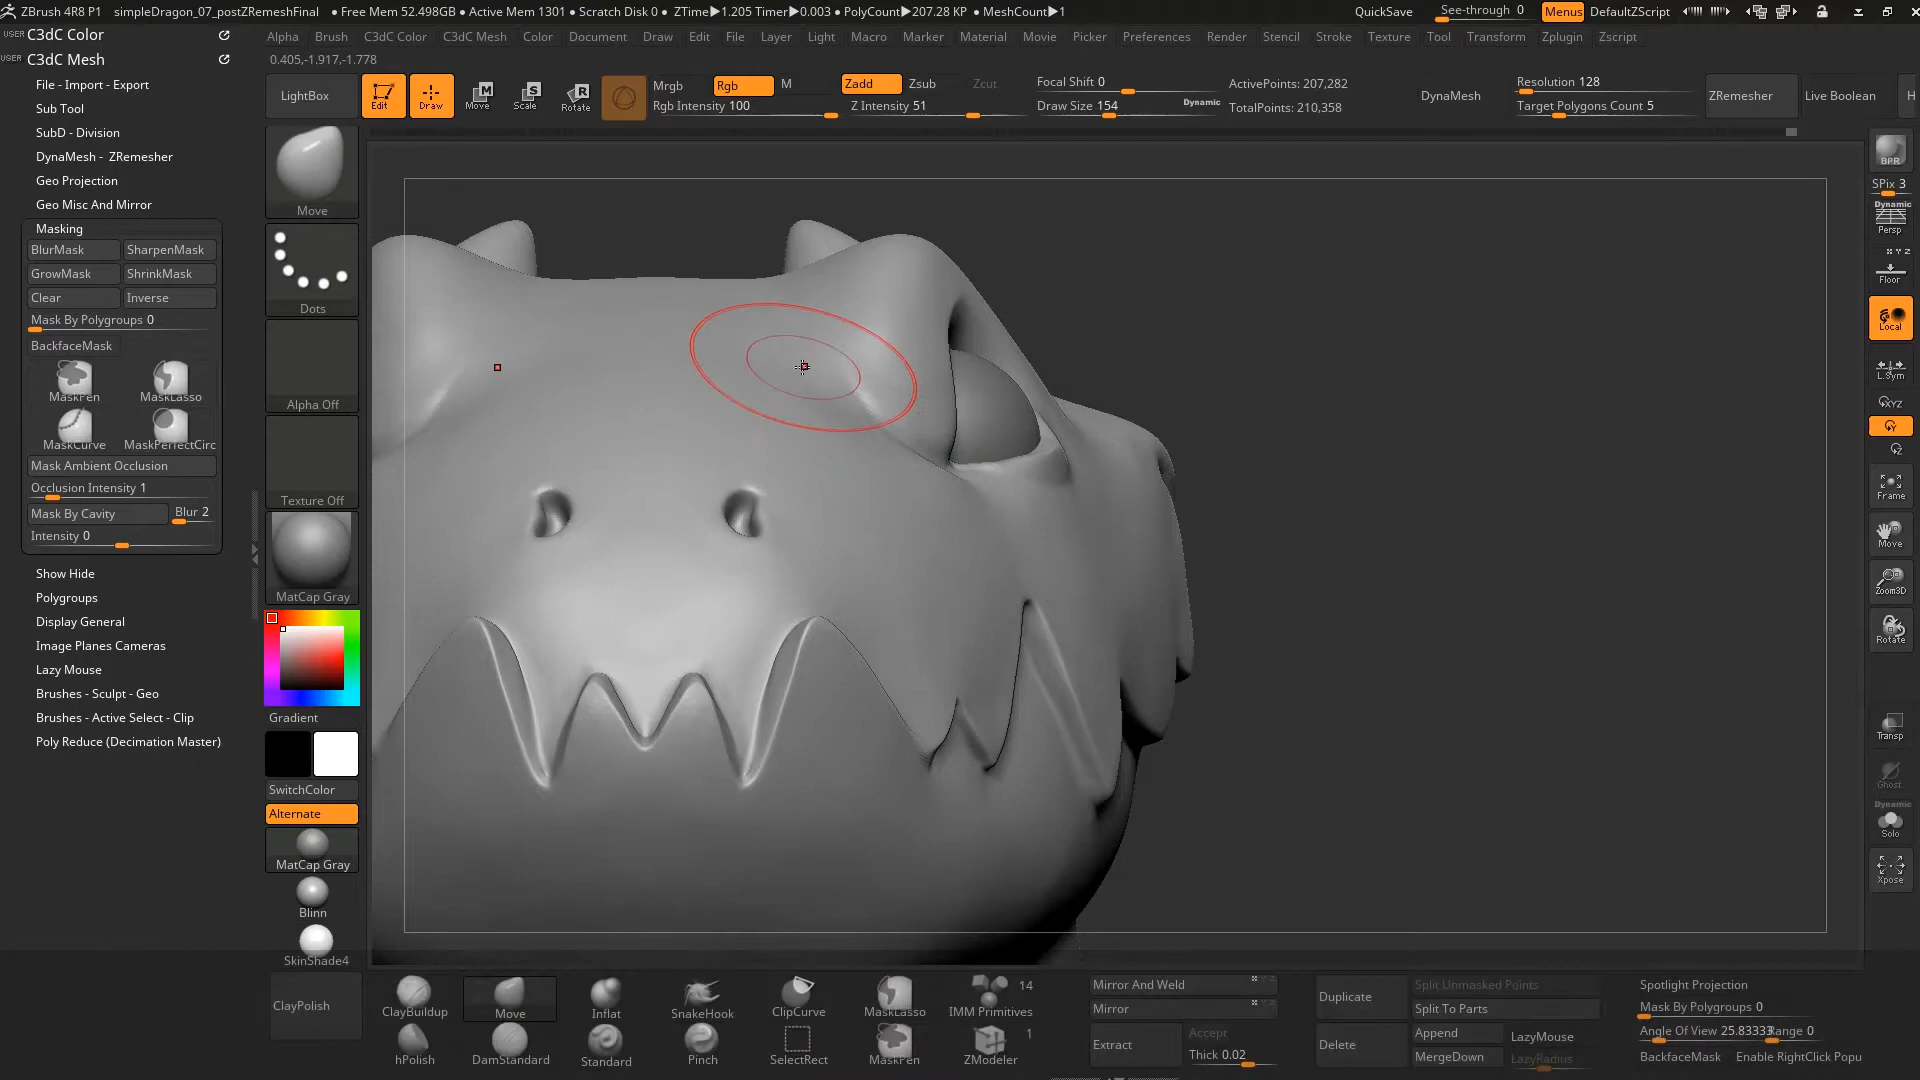 ZBrush 4R8 P1 simpleDragon_07_postZRemeshFinal ● Free Mem 52.498GB ● Active Mem 1301 ● Scratch Disk 0 ● ZTime▶1.205 Timer▶0.003 ● PolyCount▶207.28 KP ● MeshCount▶1 QuickSave See-through 0 Menus DefaultZScript
USER C3dC Color
USER C3dC Mesh
Alpha Brush C3dC Color C3dC Mesh Color Document Draw Edit File Layer Light Macro Marker Material Movie Picker Preferences Render Stencil Stroke Texture Tool Transform Zplugin Zscript
0.405,-1.917,-1.778
LightBox Edit Draw Move Scale Rotate
M S R
Mrgb Rgb M Zadd Zsub Zcut
Rgb Intensity 100 Z Intensity 51
Focal Shift 0
Draw Size 154 Dynamic
ActivePoints: 207,282
TotalPoints: 210,358
DynaMesh
Resolution 128
Target Polygons Count 5
ZRemesher Live Boolean H
File - Import - Export
Sub Tool
SubD - Division
DynaMesh - ZRemesher
Geo Projection
Geo Misc And Mirror
Masking
BlurMask SharpenMask
GrowMask ShrinkMask
Clear Inverse
Mask By Polygroups 0
BackfaceMask
MaskPen MaskLasso
MaskCurve MaskPerfectCirc
Mask Ambient Occlusion
Occlusion Intensity 1
Mask By Cavity Blur 2
Intensity 0
Show Hide
Polygroups
Display General
Image Planes Cameras
Lazy Mouse
Brushes - Sculpt - Geo
Brushes - Active Select - Clip
Poly Reduce (Decimation Master)
Move
Dots
Alpha Off
Texture Off
MatCap Gray
Gradient
SwitchColor
Alternate
MatCap Gray
Blinn
SkinShade4
ClayPolish
BPR
SPix 3
Dynamic
Persp
X Y Z
Floor
Local
L.Sym
XYZ
Y
Z
Frame
Move
Zoom3D
Rotate
Transp
Ghost
Dynamic
Solo
Xpose
ClayBuildup Move Inflat SnakeHook ClipCurve MaskLasso IMM Primitives 14
hPolish DamStandard Standard Pinch SelectRect MaskPen ZModeler 1
Mirror And Weld
Mirror
Extract Accept
Thick 0.02
Duplicate
Delete
Split Unmasked Points
Split To Parts
Append LazyMouse
MergeDown LazyRadius
Spotlight Projection
Mask By Polygroups 0
Angle Of View 25.83333 Range 0
BackfaceMask Enable RightClick Popu